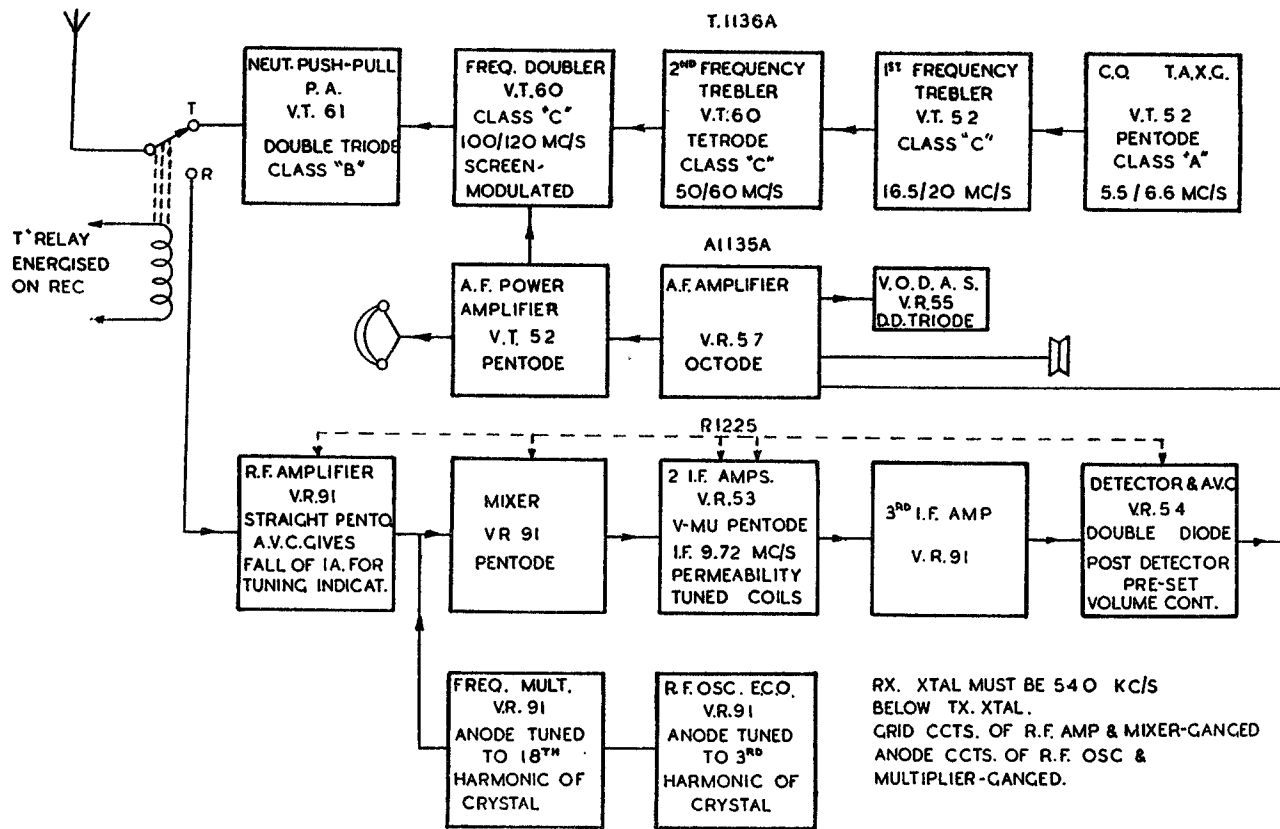 T.1136A
NEUT. PUSH-PULL
P. A.
V.T. 61
DOUBLE TRIODE
CLASS "B"
FREQ. DOUBLER
V.T. 60
CLASS "C"
100/120 MC/S
SCREEN-
MODULATED
2ND FREQUENCY
TREBLER
V.T. 60
TETRODE
CLASS "C"
50/60 MC/S
1ST FREQUENCY
TREBLER
V.T. 52
CLASS "C"
16.5/20 MC/S
C.O. T.A.X.G.
V.T. 52
PENTODE
CLASS "A"
5.5 / 6.6 MC/S
T
R
T' RELAY
ENERGISED
ON REC
A1135A
A.F. POWER
AMPLIFIER
V.T. 52
PENTODE
A.F. AMPLIFIER
V.R. 57
OCTODE
V.O.D.A.S.
V.R. 55
D.D. TRIODE
R1225
R.F. AMPLIFIER
V.R. 91
STRAIGHT PENTO.
A.V.C. GIVES
FALL OF 1A. FOR
TUNING INDICAT.
MIXER
VR 91
PENTODE
2 I.F. AMPS.
V.R. 53
V-MU PENTODE
I.F. 9.72 MC/S
PERMEABILITY
TUNED COILS
3RD I.F. AMP
V.R. 91
DETECTOR & A.V.C
V.R. 54
DOUBLE DIODE
POST DETECTOR
PRE-SET
VOLUME CONT.
FREQ. MULT.
V.R. 91
ANODE TUNED
TO 18TH
HARMONIC OF
CRYSTAL
R.F. OSC. E.C.O.
V.R. 91
ANODE TUNED
TO 3RD
HARMONIC OF
CRYSTAL
RX. XTAL MUST BE 540 KC/S
BELOW TX. XTAL.
GRID CCTS. OF R.F. AMP & MIXER-GANGED
ANODE CCTS. OF R.F. OSC &
MULTIPLIER-GANGED.